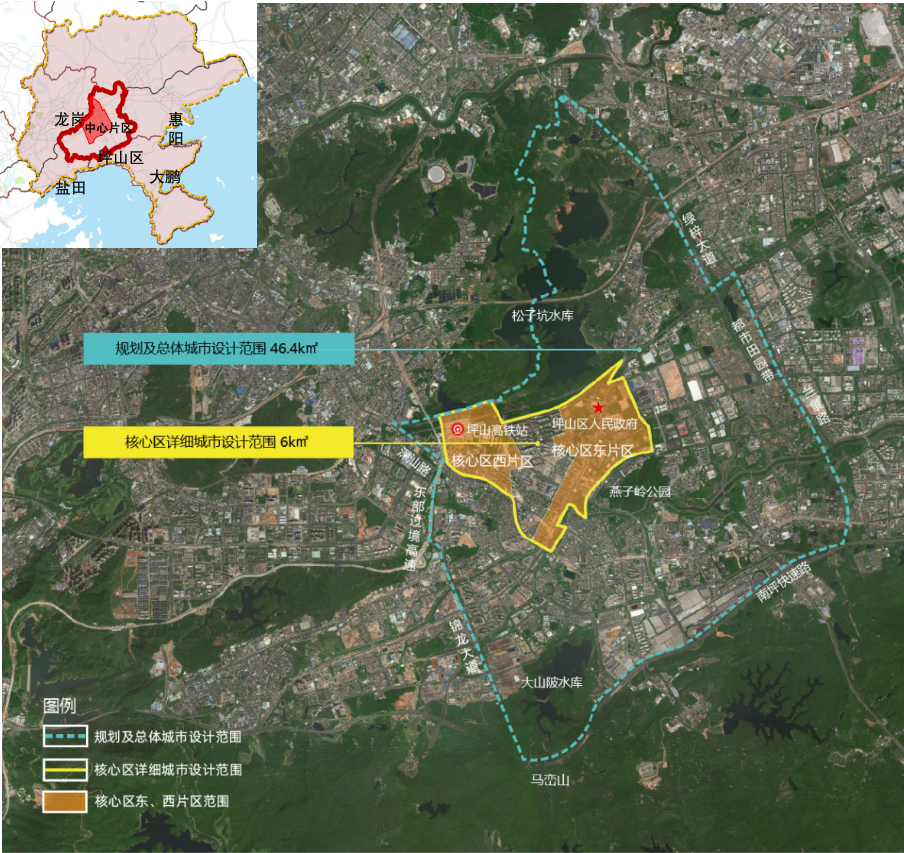 龙岗
惠
阳
中心片区
坪山区
大鹏
盐田
绿梓大道
松子坑水库
都市田园带
规划及总体城市设计范围 46.4k㎡
坪山区人民政府
坪山高铁站
核心区详细城市设计范围 6k㎡
核心区东片区
核心区西片区
燕子岭公园
东部过境高速
南坪快速路
锦龙大道
大山陂水库
马峦山
图例
规划及总体城市设计范围
核心区详细城市设计范围
核心区东、西片区范围